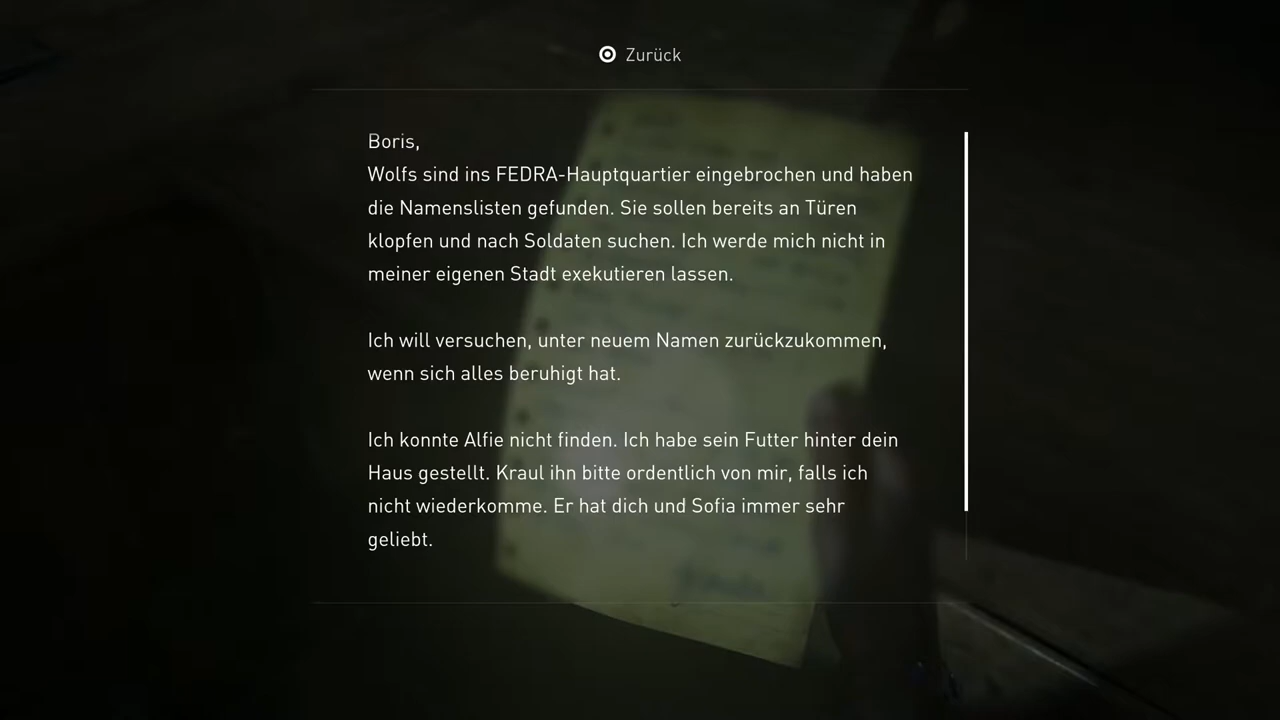 Zurück
Boris,
Wolfs sind ins FEDRA-Hauptquartier eingebrochen und haben
die Namenslisten gefunden. Sie sollen bereits an Türen
klopfen und nach Soldaten suchen. Ich werde mich nicht in
meiner eigenen Stadt exekutieren lassen.
Ich will versuchen, unter neuem Namen zurückzukommen,
wenn sich alles beruhigt hat.
Ich konnte Alfie nicht finden. Ich habe sein Futter hinter dein
Haus gestellt. Kraul ihn bitte ordentlich von mir, falls ich
nicht wiederkomme. Er hat dich und Sofia immer sehr
geliebt.